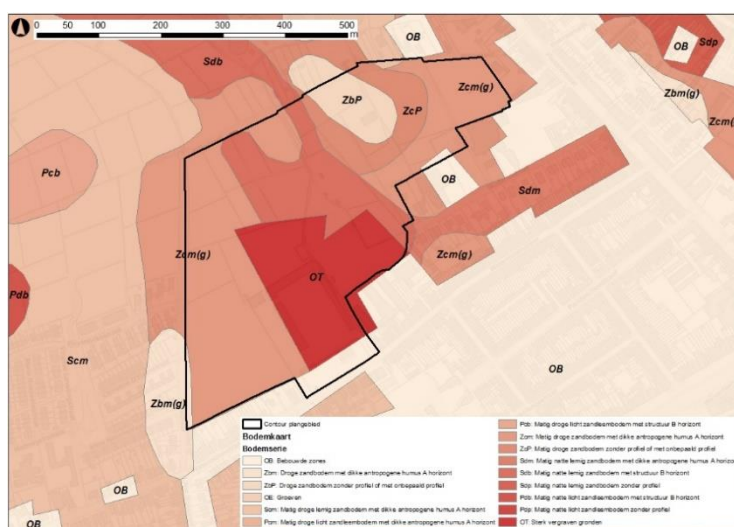 0 50 100 200 300 400 500
m
OB
Sdb
Sdp
OB
ZbP
Zcm(g)
Zbm(g)
ZcP
Zcm(g)
Pcb
OB
Sdm
Zcm(g)
Zcm(g)
OT
Pdb
Scm
OB
Zbm(g)
OB
OB
Contour plangebied
Bodemkaart
Bodemserie
OB: Bebouwde zones
Zbm: Droge zandbodem met dikke antropogene humus A horizont
ZbP: Droge zandbodem zonder profiel of met onbepaald profiel
OE: Groeven
Scm: Matig droge lemig zandbodem met dikke antropogene humus A horizont
Pcm: Matig droge licht zandleembodem met dikke antropogene humus A horizont
Pcb: Matig droge licht zandleembodem met structuur B horizont
Zcm: Matig droge zandbodem met dikke antropogene humus A horizont
ZcP: Matig droge zandbodem zonder profiel of met onbepaald profiel
Sdm: Matig natte lemig zandbodem met dikke antropogene humus A horizont
Sdb: Matig natte lemig zandbodem met structuur B horizont
Sdp: Matig natte lemig zandbodem zonder profiel
Pdb: Matig natte licht zandleembodem met structuur B horizont
Pdp: Matig natte licht zandleembodem zonder profiel
OT: Sterk vergraven gronden